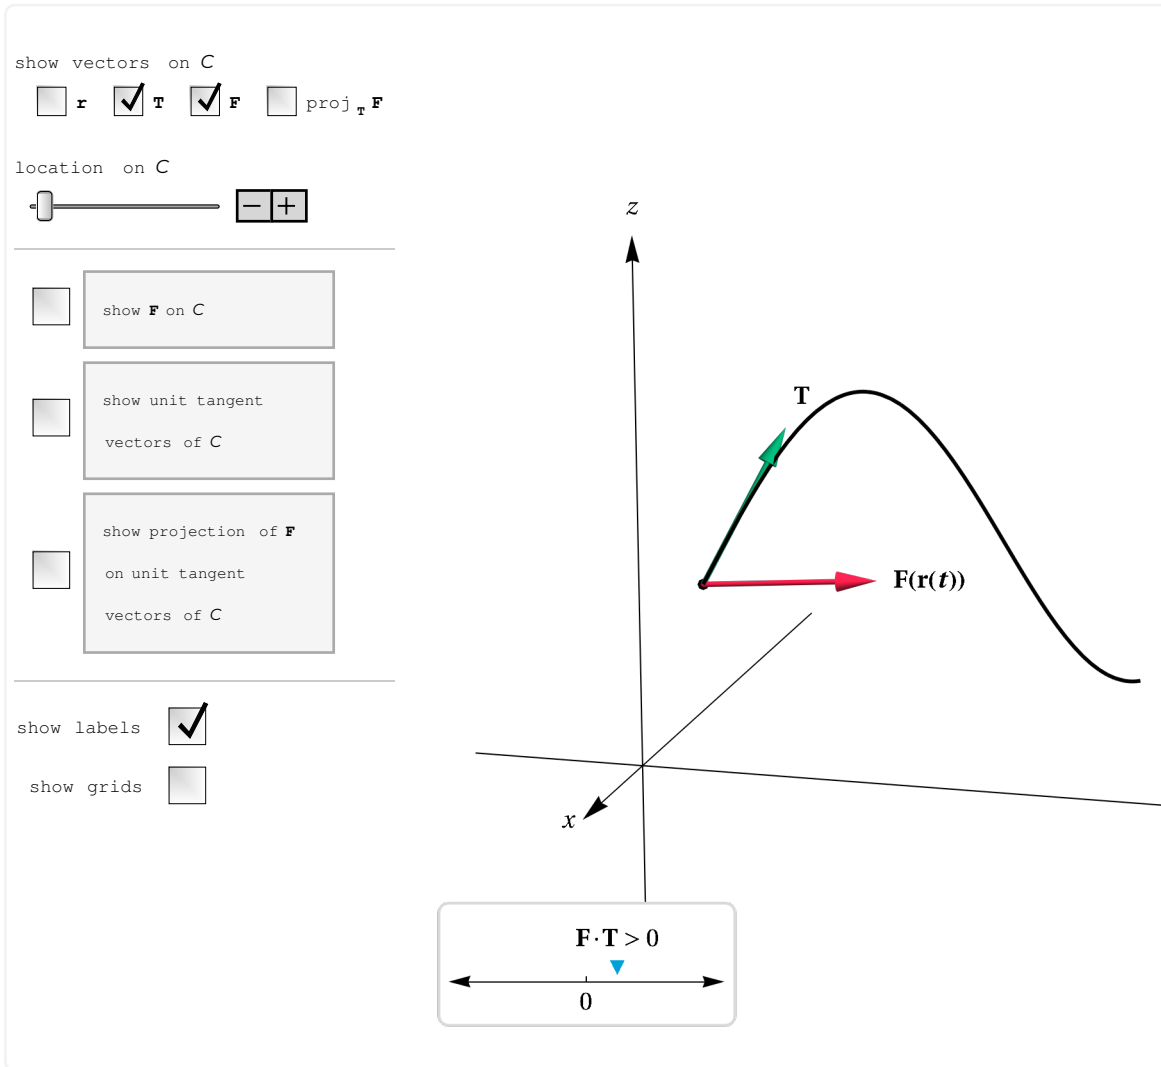 show vectors on C
r T F proj T F
location on C
− +
show F on C
show unit tangent
vectors of C
show projection of F
on unit tangent
vectors of C
show labels
show grids
z
T
F(r(t))
x
F·T > 0
0